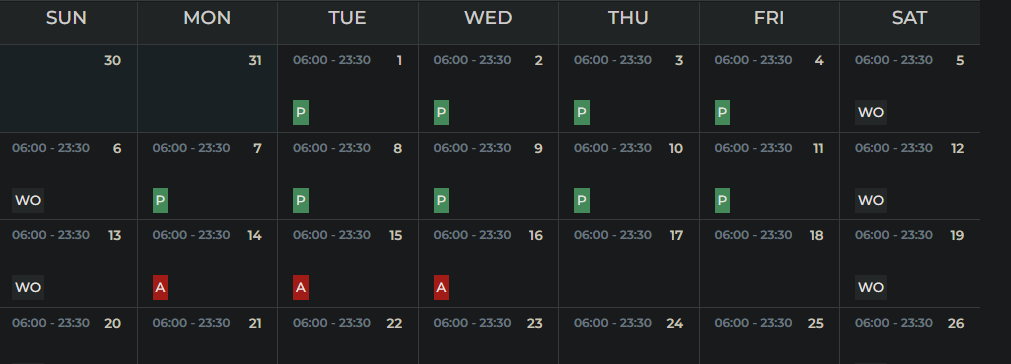 SUN MON TUE WED THU FRI SAT
30 31 06:00 - 23:30 1 06:00 - 23:30 2 06:00 - 23:30 3 06:00 - 23:30 4 06:00 - 23:30 5
P P P P WO
06:00 - 23:30 6 06:00 - 23:30 7 06:00 - 23:30 8 06:00 - 23:30 9 06:00 - 23:30 10 06:00 - 23:30 11 06:00 - 23:30 12
WO P P P P P WO
06:00 - 23:30 13 06:00 - 23:30 14 06:00 - 23:30 15 06:00 - 23:30 16 06:00 - 23:30 17 06:00 - 23:30 18 06:00 - 23:30 19
WO A A A WO
06:00 - 23:30 20 06:00 - 23:30 21 06:00 - 23:30 22 06:00 - 23:30 23 06:00 - 23:30 24 06:00 - 23:30 25 06:00 - 23:30 26